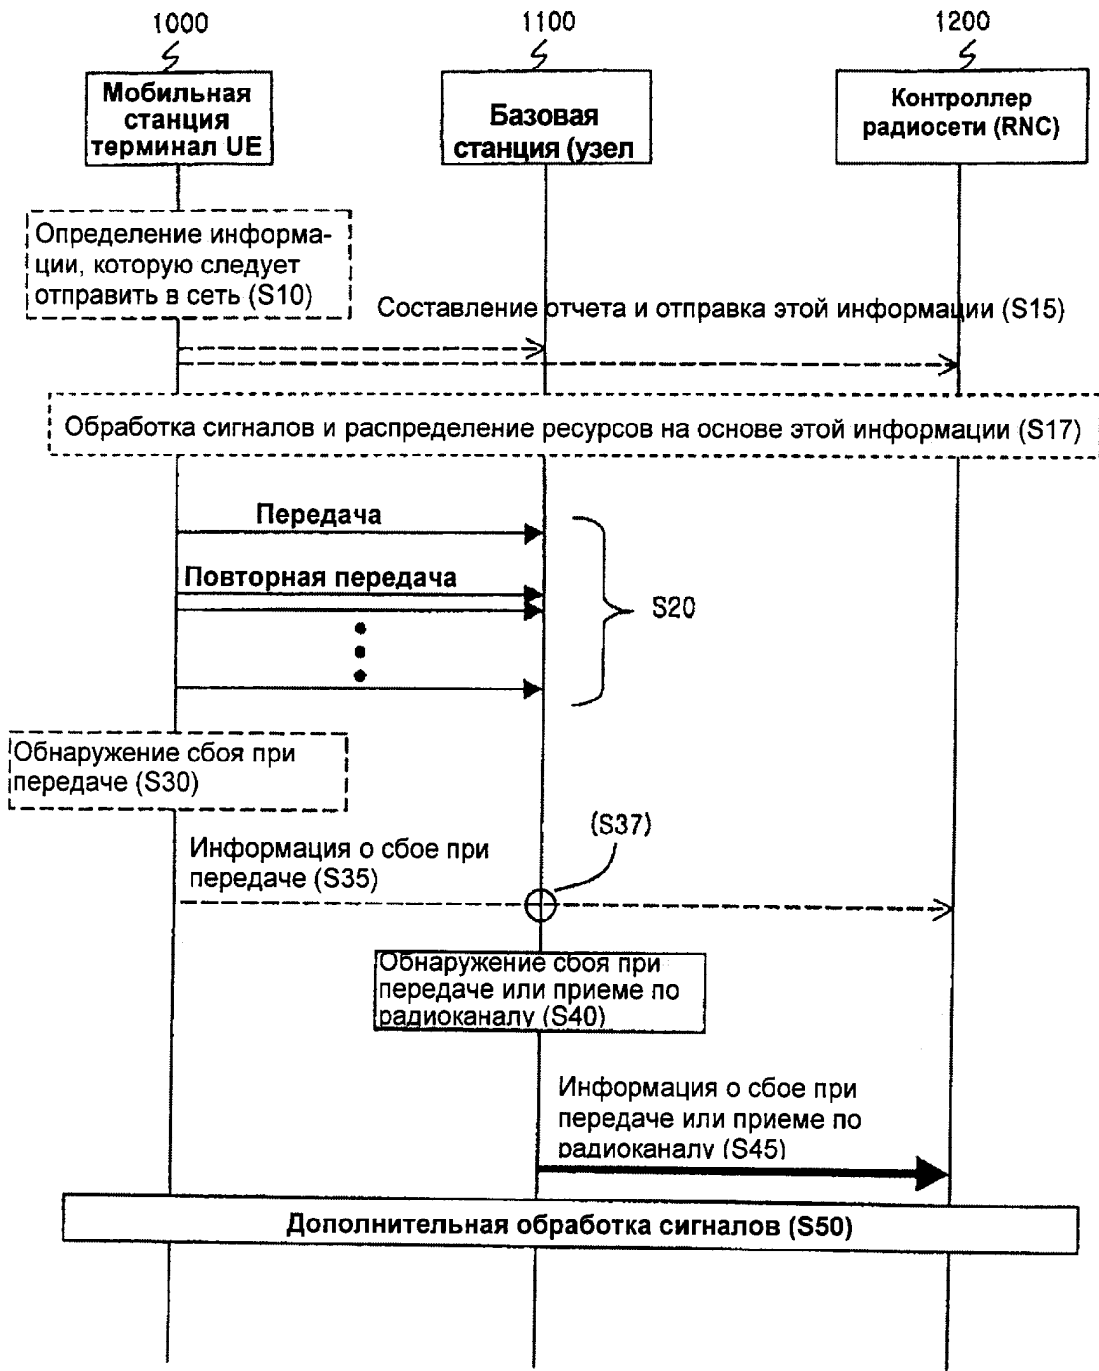 1000
1100
1200
Мобильная
станция
терминал UE
Базовая
станция (узел
Контроллер
радиосети (RNC)
Определение информа-
ции, которую следует
отправить в сеть (S10)
Составление отчета и отправка этой информации (S15)
Обработка сигналов и распределение ресурсов на основе этой информации (S17)
Передача
Повторная передача
S20
Обнаружение сбоя при
передаче (S30)
(S37)
Информация о сбое при
передаче (S35)
Обнаружение сбоя при
передаче или приеме по
радиоканалу (S40)
Информация о сбое при
передаче или приеме по
радиоканалу (S45)
Дополнительная обработка сигналов (S50)